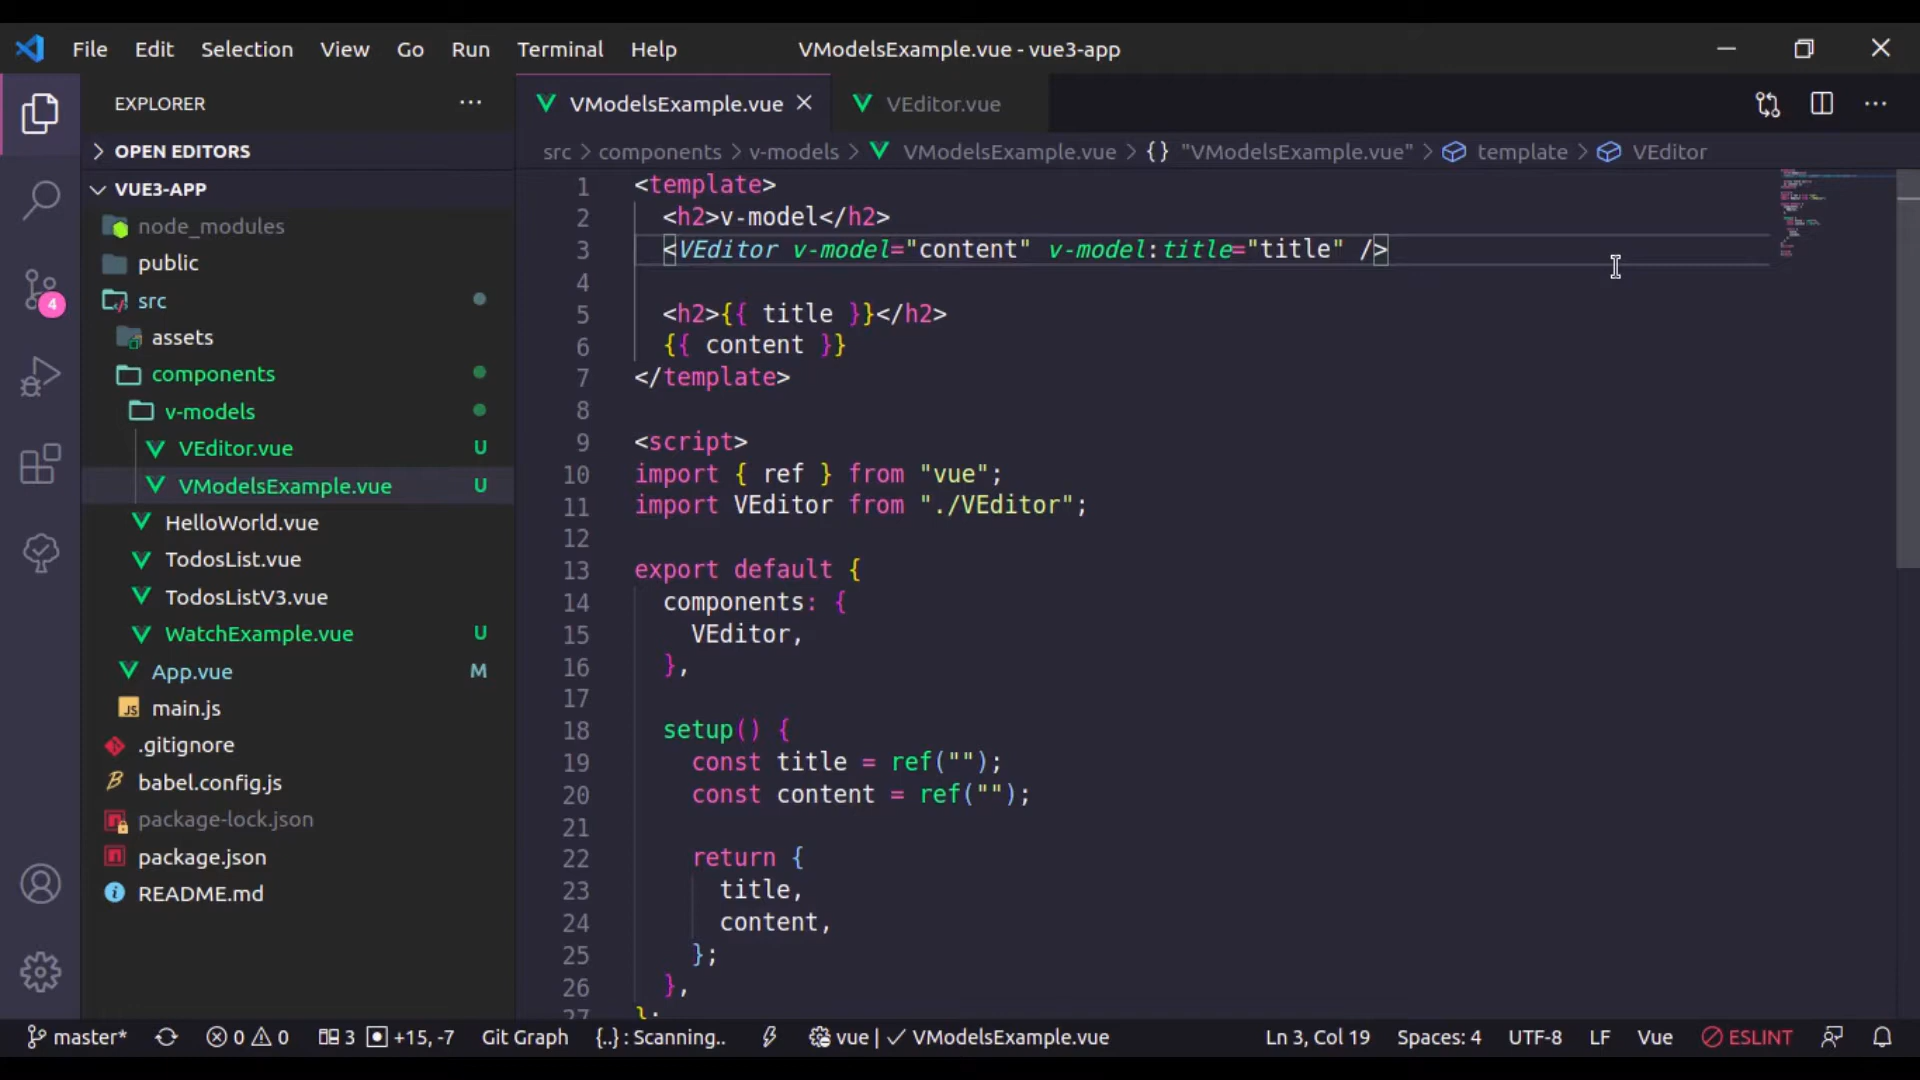 File Edit Selection View Go Run Terminal Help VModelsExample.vue - vue3-app
EXPLORER
OPEN EDITORS
VUE3-APP
node_modules
public
src
assets
components
v-models
VEditor.vue U
VModelsExample.vue U
HelloWorld.vue
TodosList.vue
TodosListV3.vue
WatchExample.vue U
App.vue M
JS main.js
.gitignore
babel.config.js
package-lock.json
package.json
README.md
4
VModelsExample.vue VEditor.vue
src > components > v-models > VModelsExample.vue > {} "VModelsExample.vue" > template > VEditor
1 <template>
2 <h2>v-model</h2>
3 <VEditor v-model="content" v-model:title="title" />
4
5 <h2>{{ title }}</h2>
6 {{ content }}
7 </template>
8
9 <script>
10 import { ref } from "vue";
11 import VEditor from "./VEditor";
12
13 export default {
14 components: {
15 VEditor,
16 },
17
18 setup() {
19 const title = ref("");
20 const content = ref("");
21
22 return {
23 title,
24 content,
25 };
26 },
27 };
master* 0 0 3 +15, -7 Git Graph {..} : Scanning.. vue | ✓ VModelsExample.vue Ln 3, Col 19 Spaces: 4 UTF-8 LF Vue ESLINT